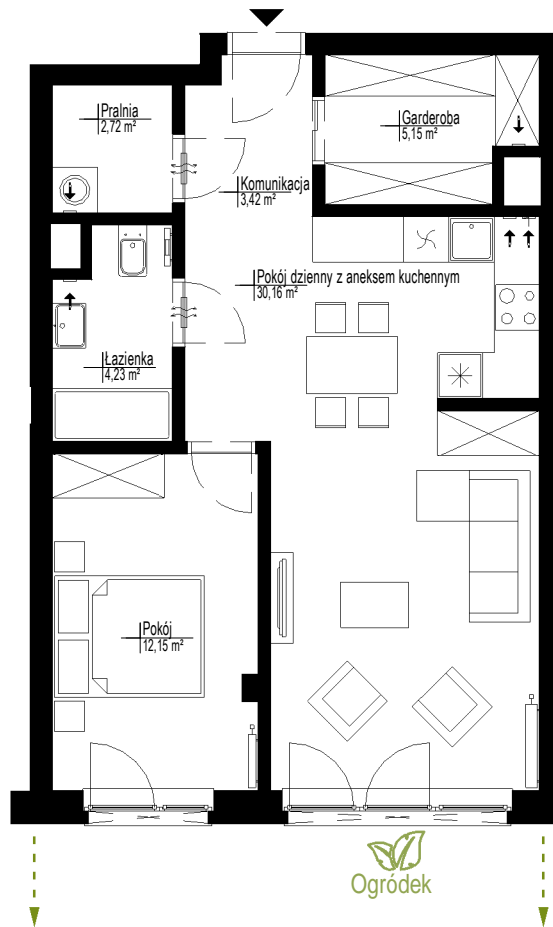 Pralnia
2,72 m²
Garderoba
5,15 m²
Komunikacja
3,42 m²
Pokój dzienny z aneksem kuchennym
30,16 m²
Łazienka
4,23 m²
Pokój
12,15 m²
Ogródek